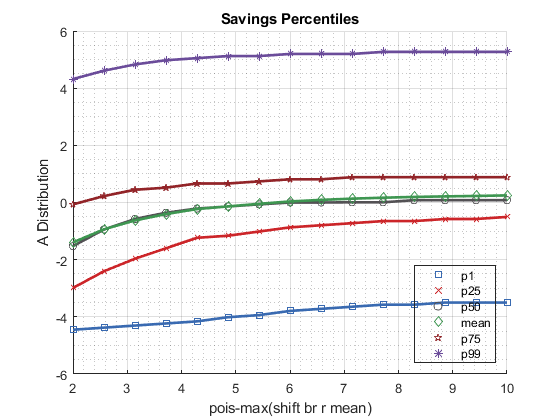 Savings Percentiles
6
4
2
0
-2
-4
-6
A Distribution
p1
p25
p50
mean
p75
p99
2 3 4 5 6 7 8 9 10
pois-max(shift br r mean)